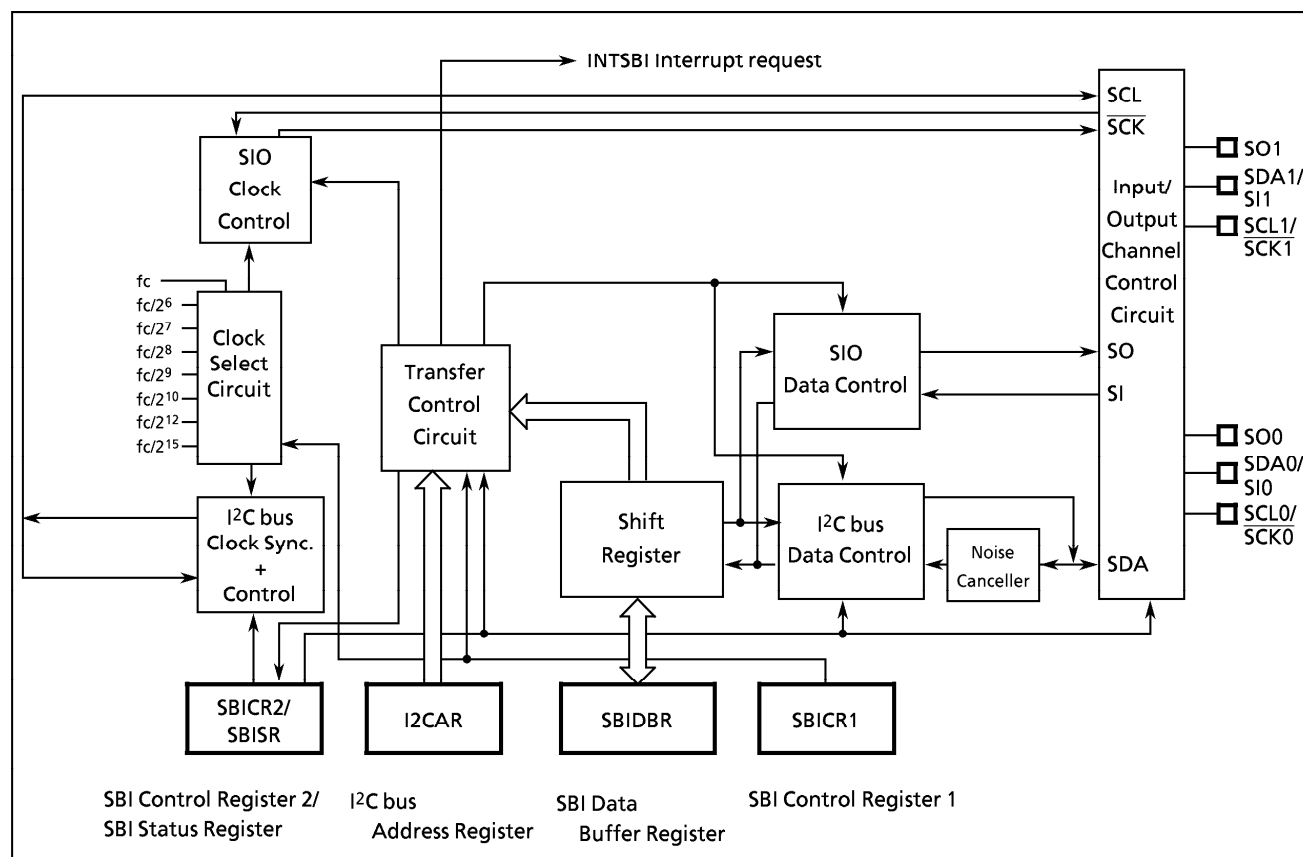 INTSBI Interrupt request
SCL
SCK
SIO
Clock
Control
SO1
SDA1/
SI1
SCL1/
SCK1
Input/
Output
Channel
Control
Circuit
fc
fc/2⁶
fc/2⁷
fc/2⁸
fc/2⁹
fc/2¹⁰
fc/2¹²
fc/2¹⁵
Clock
Select
Circuit
Transfer
Control
Circuit
SIO
Data Control
SO
SI
SO0
SDA0/
SI0
SCL0/
SCK0
I²C bus
Clock Sync.
+
Control
Shift
Register
I²C bus
Data Control
Noise
Canceller
SDA
SBICR2/
SBISR
I2CAR
SBIDBR
SBICR1
SBI Control Register 2/
SBI Status Register
I²C bus
Address Register
SBI Data
Buffer Register
SBI Control Register 1